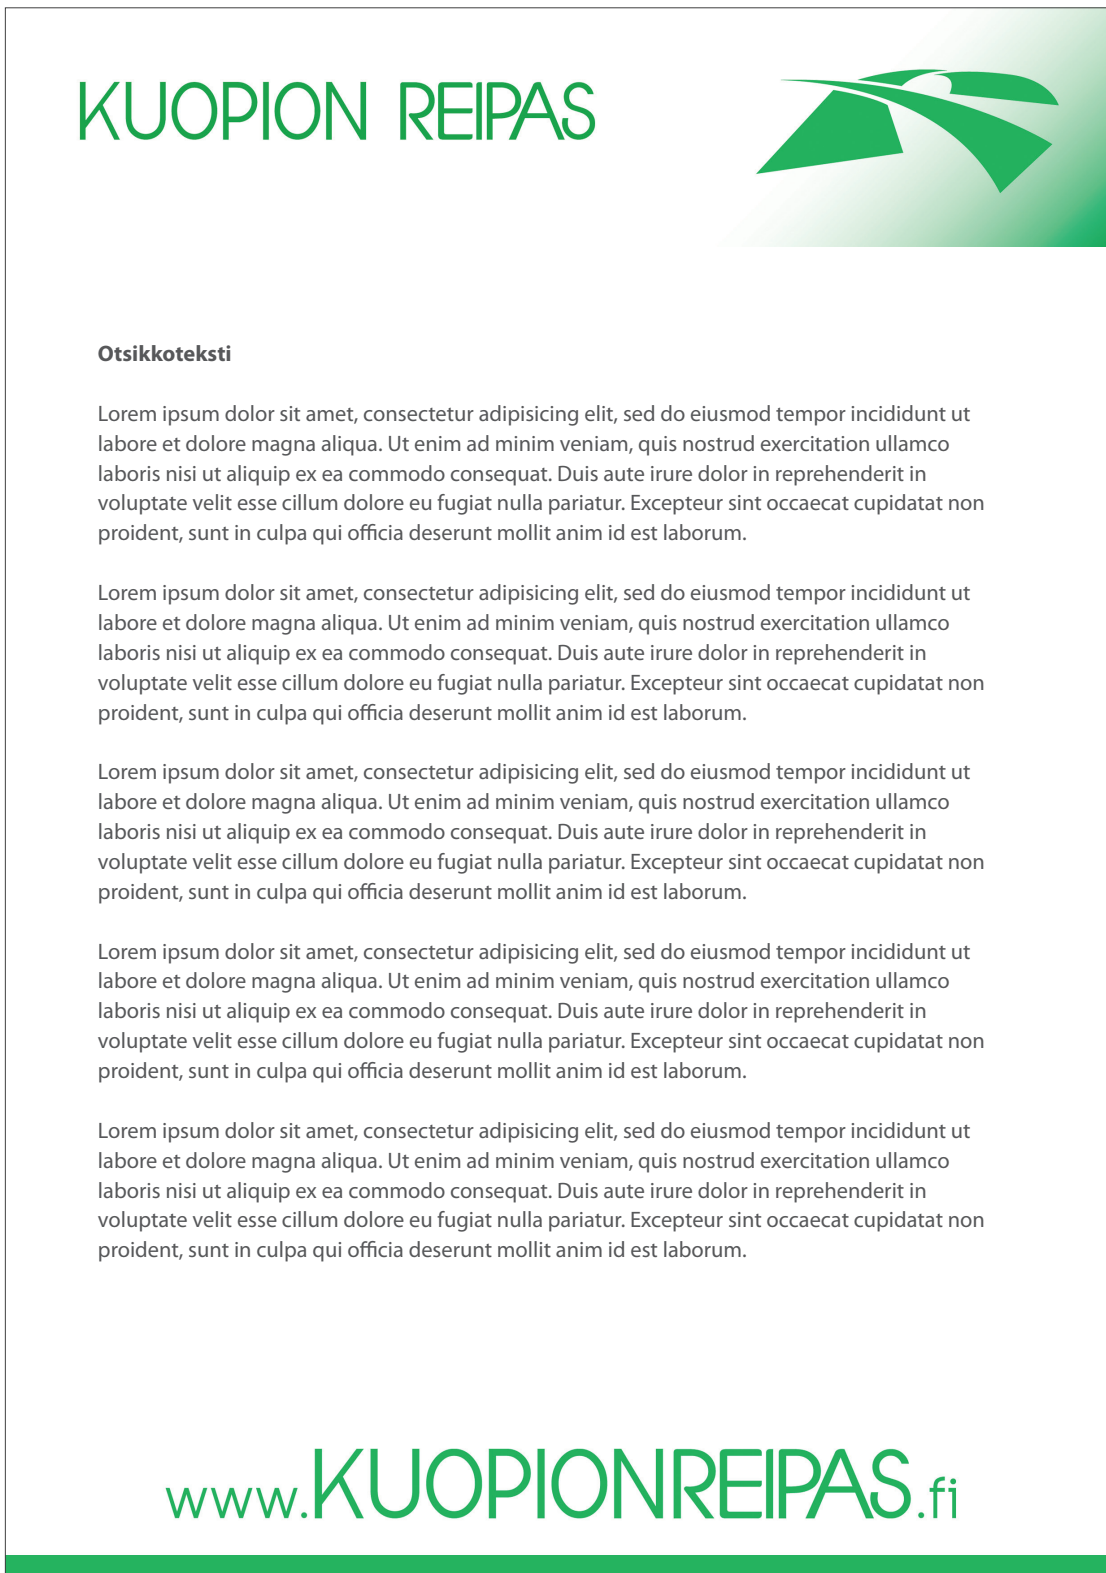 KUOPION REIPAS
Otsikkoteksti
Lorem ipsum dolor sit amet, consectetur adipisicing elit, sed do eiusmod tempor incididunt ut
labore et dolore magna aliqua. Ut enim ad minim veniam, quis nostrud exercitation ullamco
laboris nisi ut aliquip ex ea commodo consequat. Duis aute irure dolor in reprehenderit in
voluptate velit esse cillum dolore eu fugiat nulla pariatur. Excepteur sint occaecat cupidatat non
proident, sunt in culpa qui officia deserunt mollit anim id est laborum.
Lorem ipsum dolor sit amet, consectetur adipisicing elit, sed do eiusmod tempor incididunt ut
labore et dolore magna aliqua. Ut enim ad minim veniam, quis nostrud exercitation ullamco
laboris nisi ut aliquip ex ea commodo consequat. Duis aute irure dolor in reprehenderit in
voluptate velit esse cillum dolore eu fugiat nulla pariatur. Excepteur sint occaecat cupidatat non
proident, sunt in culpa qui officia deserunt mollit anim id est laborum.
Lorem ipsum dolor sit amet, consectetur adipisicing elit, sed do eiusmod tempor incididunt ut
labore et dolore magna aliqua. Ut enim ad minim veniam, quis nostrud exercitation ullamco
laboris nisi ut aliquip ex ea commodo consequat. Duis aute irure dolor in reprehenderit in
voluptate velit esse cillum dolore eu fugiat nulla pariatur. Excepteur sint occaecat cupidatat non
proident, sunt in culpa qui officia deserunt mollit anim id est laborum.
Lorem ipsum dolor sit amet, consectetur adipisicing elit, sed do eiusmod tempor incididunt ut
labore et dolore magna aliqua. Ut enim ad minim veniam, quis nostrud exercitation ullamco
laboris nisi ut aliquip ex ea commodo consequat. Duis aute irure dolor in reprehenderit in
voluptate velit esse cillum dolore eu fugiat nulla pariatur. Excepteur sint occaecat cupidatat non
proident, sunt in culpa qui officia deserunt mollit anim id est laborum.
Lorem ipsum dolor sit amet, consectetur adipisicing elit, sed do eiusmod tempor incididunt ut
labore et dolore magna aliqua. Ut enim ad minim veniam, quis nostrud exercitation ullamco
laboris nisi ut aliquip ex ea commodo consequat. Duis aute irure dolor in reprehenderit in
voluptate velit esse cillum dolore eu fugiat nulla pariatur. Excepteur sint occaecat cupidatat non
proident, sunt in culpa qui officia deserunt mollit anim id est laborum.
www.KUOPIONREIPAS.fi